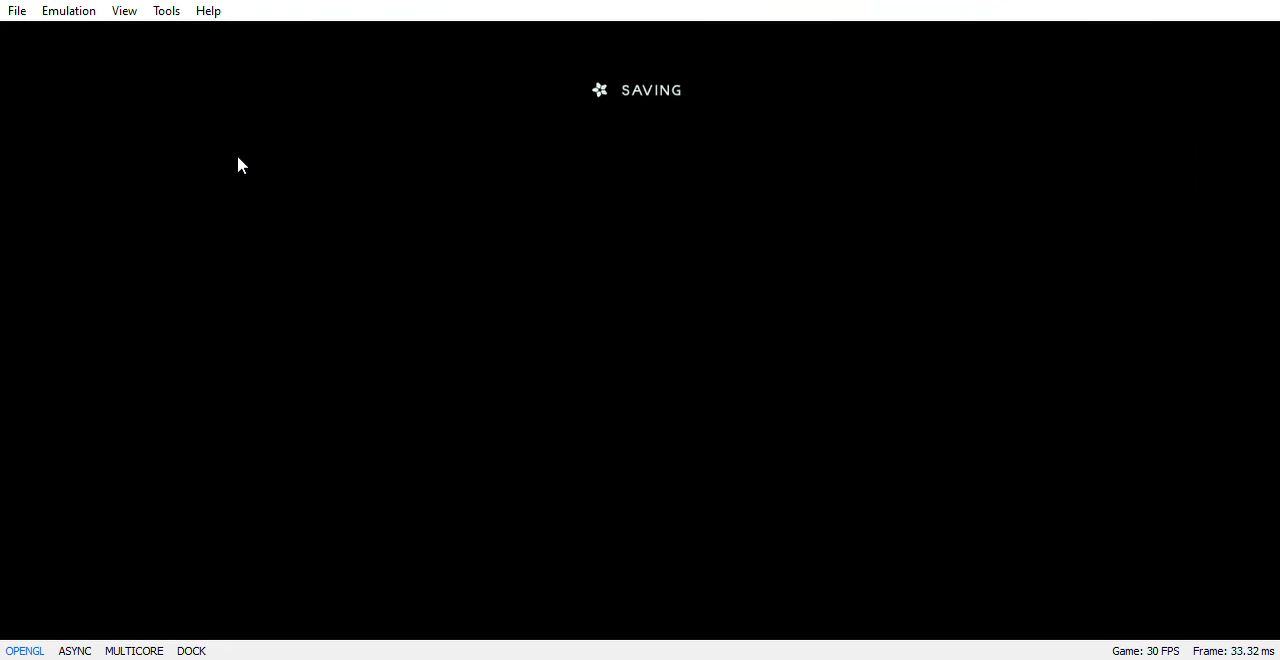 File Emulation View Tools Help
SAVING
OPENGL ASYNC MULTICORE DOCK Game: 30 FPS Frame: 33.32 ms